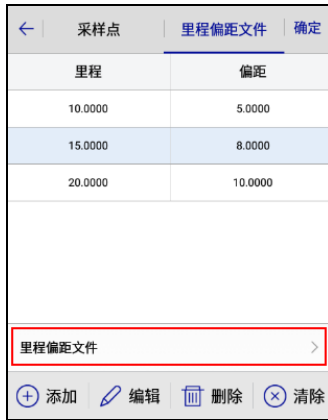 采样点 里程偏距文件 确定
里程 偏距
10.0000 5.0000
15.0000 8.0000
20.0000 10.0000
里程偏距文件
添加 编辑 删除 清除